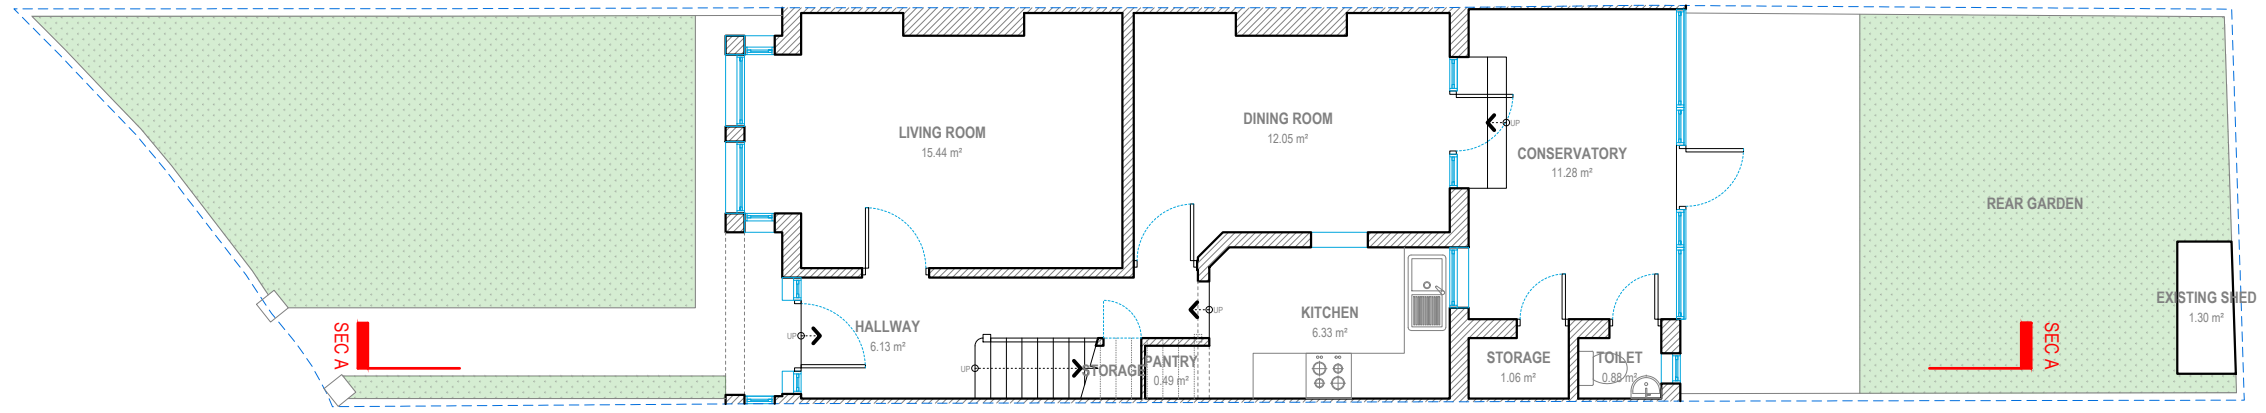 LIVING ROOM
15.44 m²
DINING ROOM
12.05 m²
UP
CONSERVATORY
11.28 m²
REAR GARDEN
SEC A
UP
HALLWAY
6.13 m²
UP
STORAGE
PANTRY
0.49 m²
UP
KITCHEN
6.33 m²
STORAGE
1.06 m²
TOILET
0.88 m²
SEC A
EXISTING SHED
1.30 m²